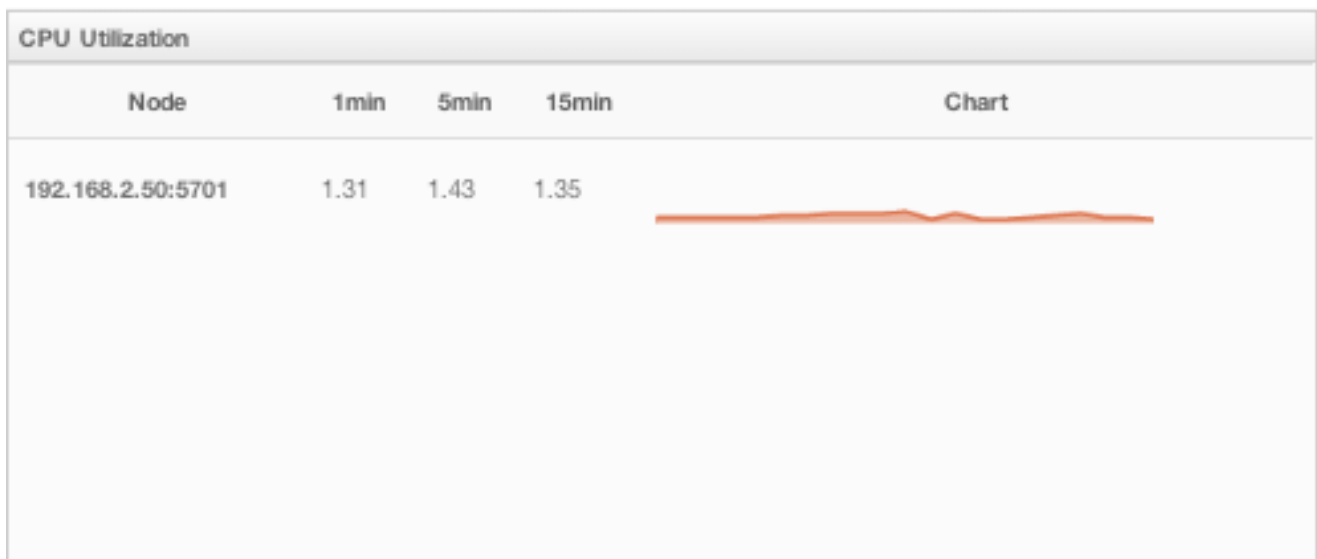 CPU Utilization
Node 1min 5min 15min Chart
192.168.2.50:5701 1.31 1.43 1.35